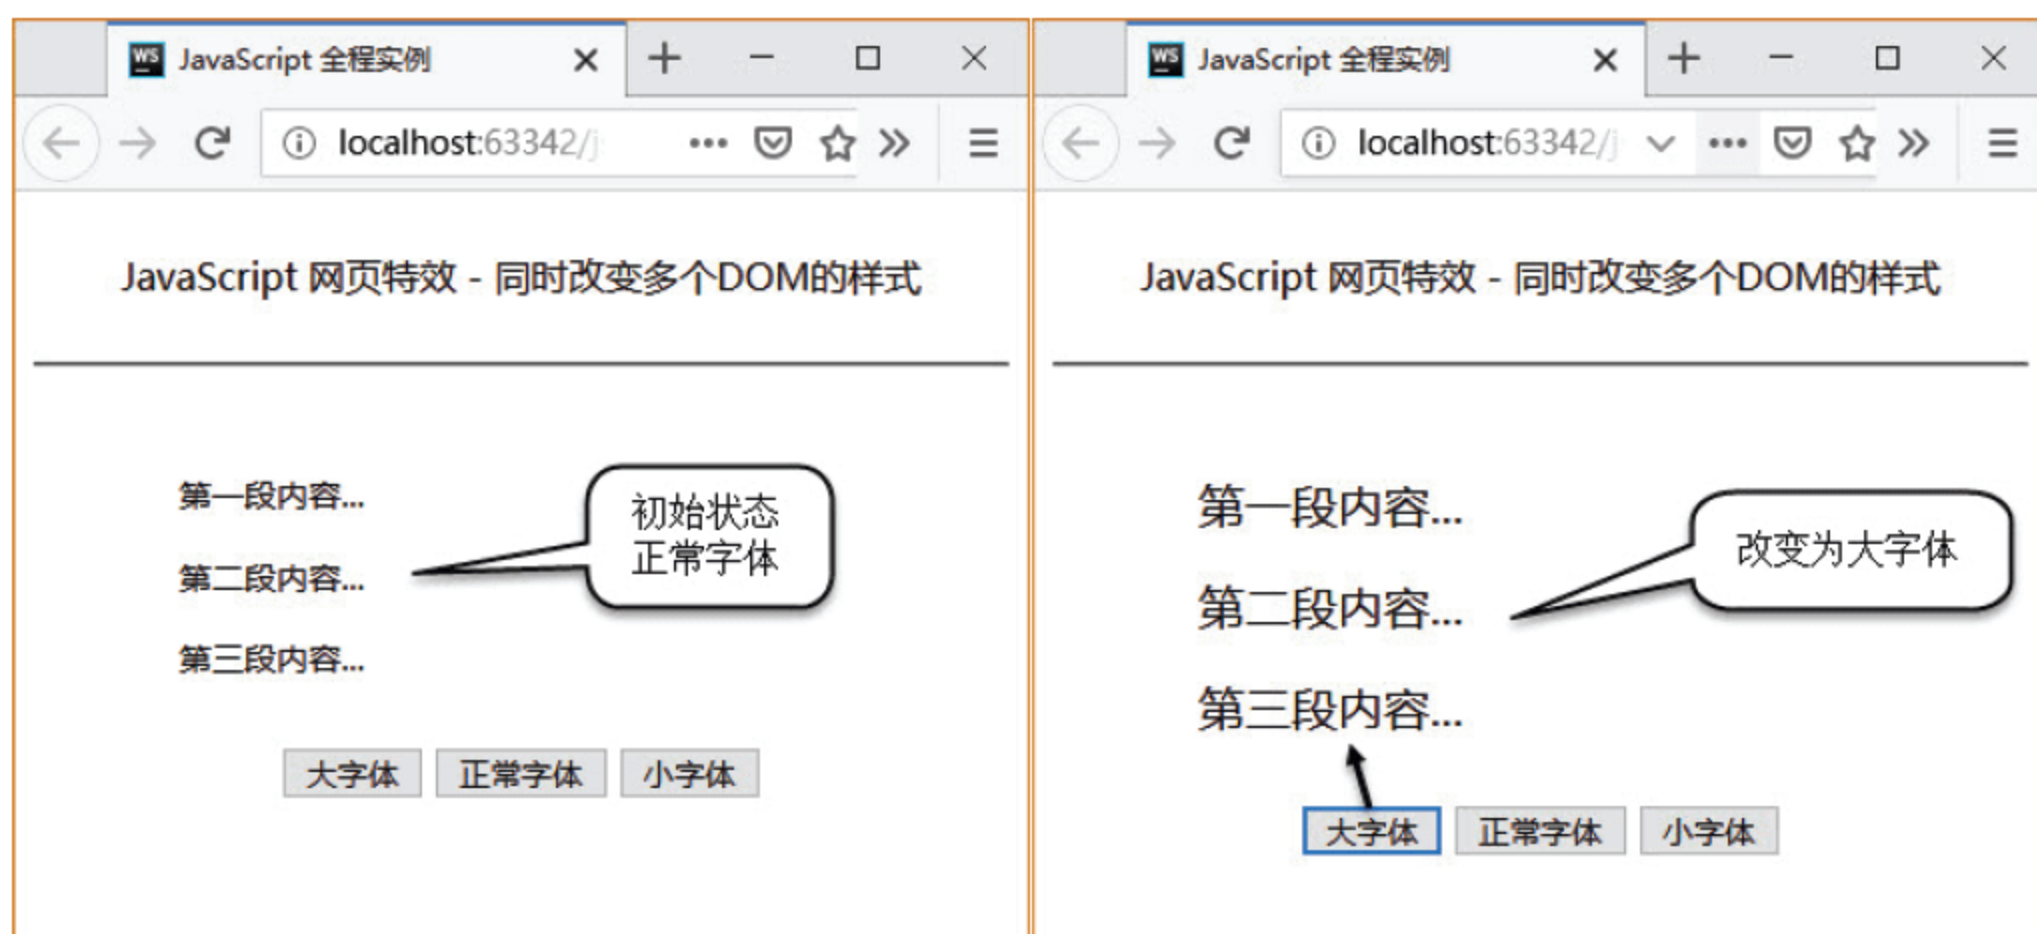 WS JavaScript 全程实例
localhost:63342/j
JavaScript 网页特效 - 同时改变多个DOM的样式
第一段内容...
第二段内容...
第三段内容...
初始状态
正常字体
大字体 正常字体 小字体
WS JavaScript 全程实例
localhost:63342/j
JavaScript 网页特效 - 同时改变多个DOM的样式
第一段内容...
第二段内容...
第三段内容...
改变为大字体
大字体 正常字体 小字体